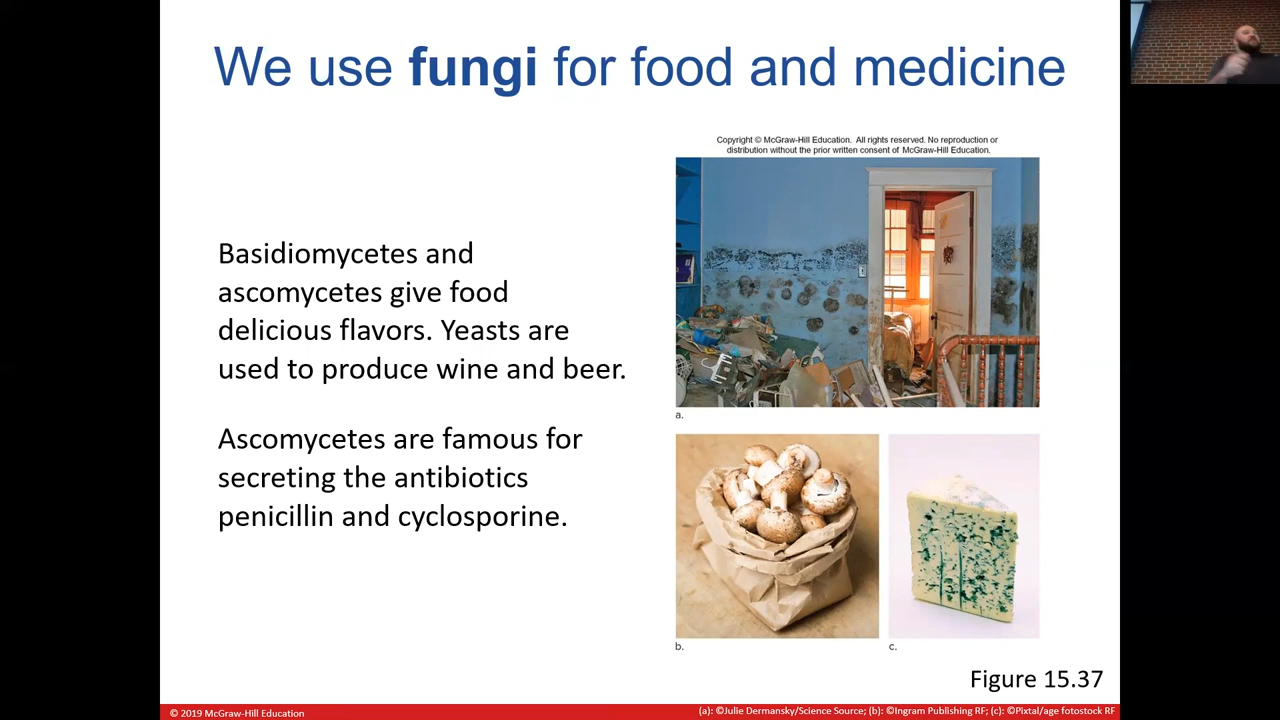 We use fungi for food and medicine
Copyright © McGraw-Hill Education. All rights reserved. No reproduction or
distribution without the prior written consent of McGraw-Hill Education.
Basidiomycetes and
ascomycetes give food
delicious flavors. Yeasts are
used to produce wine and beer.
Ascomycetes are famous for
secreting the antibiotics
penicillin and cyclosporine.
a.
b.
c.
Figure 15.37
© 2019 McGraw-Hill Education
(a): ©Julie Dermansky/Science Source; (b): ©Ingram Publishing RF; (c): ©Pixtal/age fotostock RF